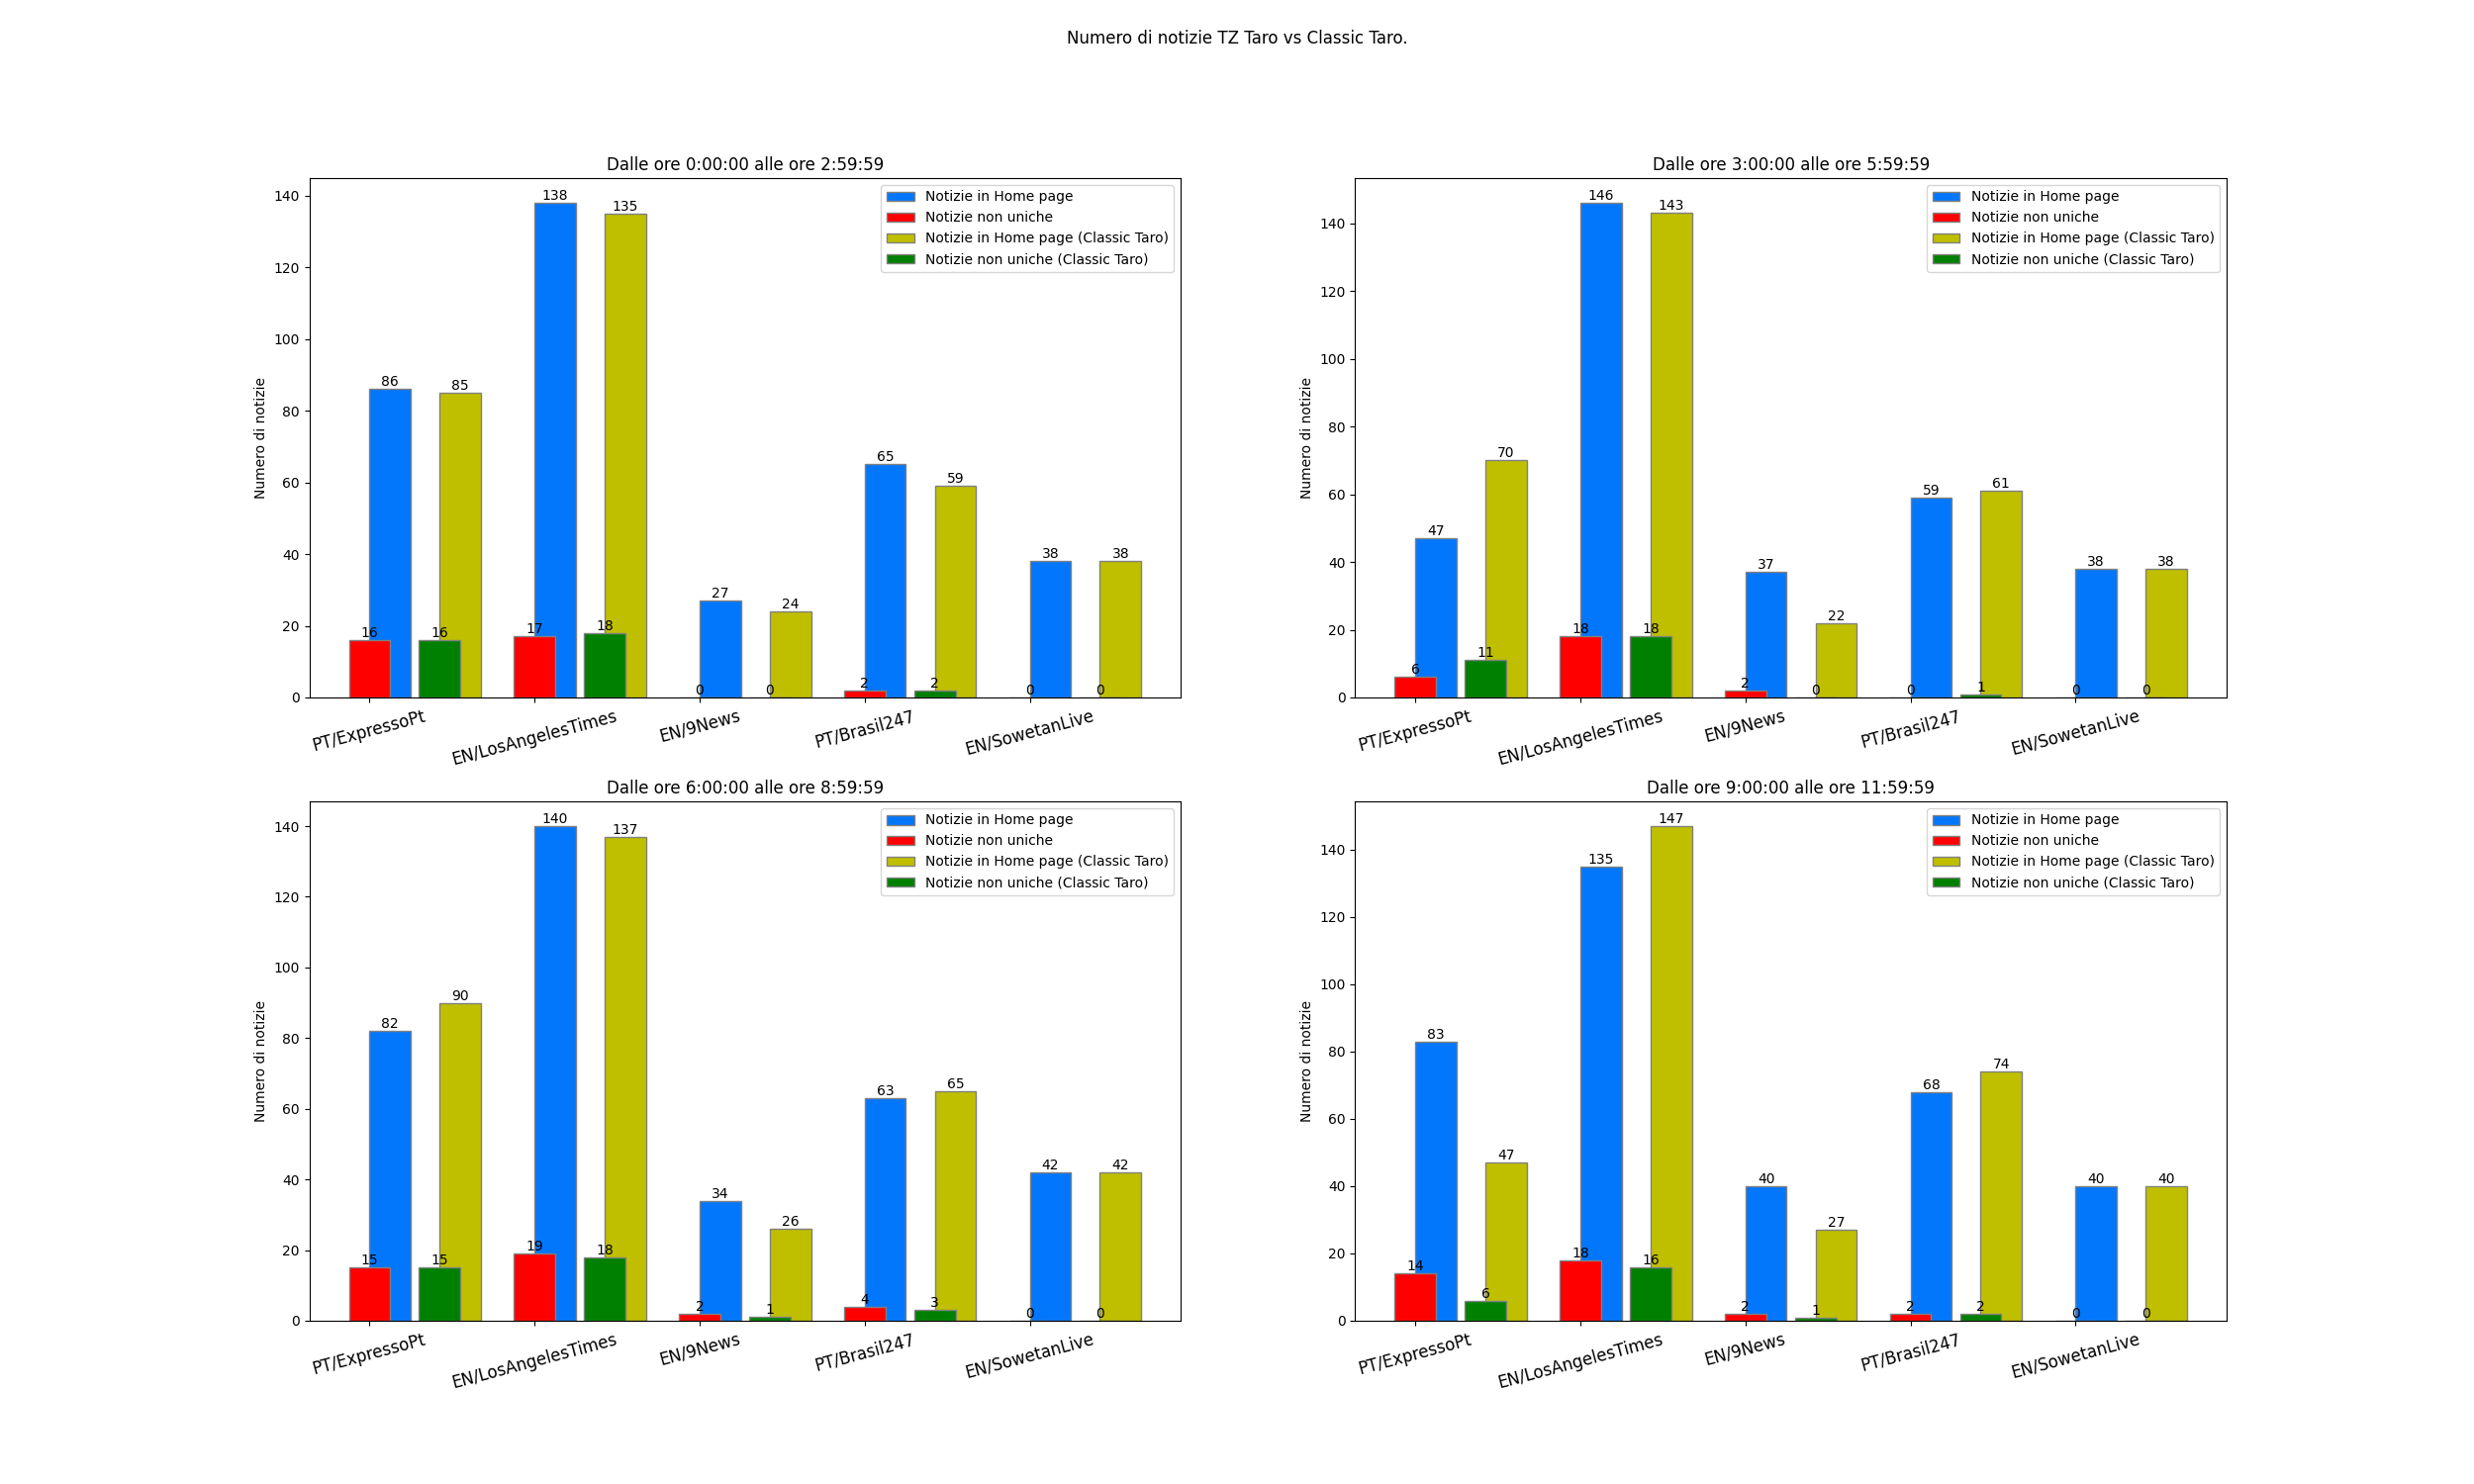 Numero di notizie TZ Taro vs Classic Taro.
Dalle ore 0:00:00 alle ore 2:59:59
Numero di notizie
140
120
100
80
60
40
20
0
Notizie in Home page
Notizie non uniche
Notizie in Home page (Classic Taro)
Notizie non uniche (Classic Taro)
86 85 138 135 27 24 65 59 38 38
16 16 17 18 0 0 2 2 0 0
PT/ExpressoPt EN/LosAngelesTimes EN/9News PT/Brasil247 EN/SowetanLive
Dalle ore 3:00:00 alle ore 5:59:59
Numero di notizie
140
120
100
80
60
40
20
0
Notizie in Home page
Notizie non uniche
Notizie in Home page (Classic Taro)
Notizie non uniche (Classic Taro)
47 70 146 143 37 22 59 61 38 38
6 11 18 18 2 0 0 1 0 0
PT/ExpressoPt EN/LosAngelesTimes EN/9News PT/Brasil247 EN/SowetanLive
Dalle ore 6:00:00 alle ore 8:59:59
Numero di notizie
140
120
100
80
60
40
20
0
Notizie in Home page
Notizie non uniche
Notizie in Home page (Classic Taro)
Notizie non uniche (Classic Taro)
82 90 140 137 34 26 63 65 42 42
15 15 19 18 2 1 4 3 0 0
PT/ExpressoPt EN/LosAngelesTimes EN/9News PT/Brasil247 EN/SowetanLive
Dalle ore 9:00:00 alle ore 11:59:59
Numero di notizie
140
120
100
80
60
40
20
0
Notizie in Home page
Notizie non uniche
Notizie in Home page (Classic Taro)
Notizie non uniche (Classic Taro)
83 47 135 147 40 27 68 74 40 40
14 6 18 16 2 1 2 2 0 0
PT/ExpressoPt EN/LosAngelesTimes EN/9News PT/Brasil247 EN/SowetanLive